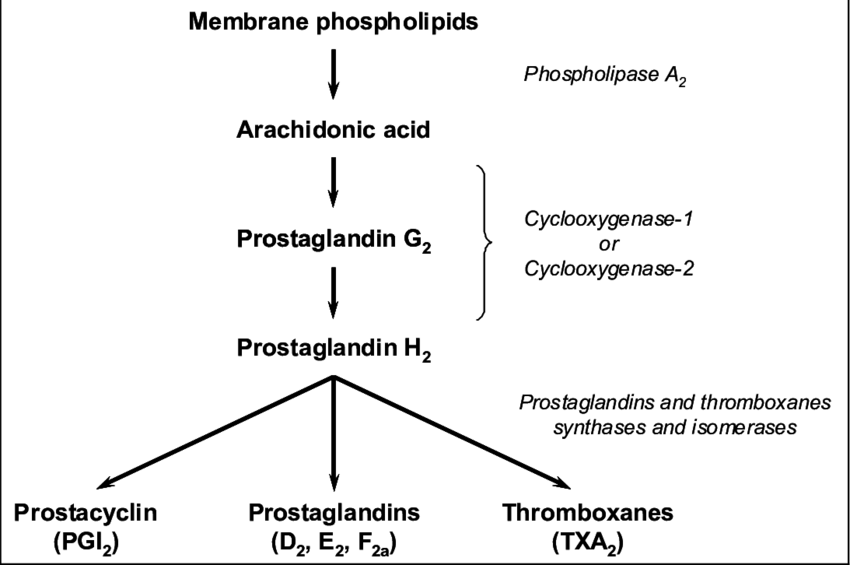 Membrane phospholipids
Phospholipase A₂
Arachidonic acid
Cyclooxygenase-1
or
Cyclooxygenase-2
Prostaglandin G₂
Prostaglandin H₂
Prostaglandins and thromboxanes
synthases and isomerases
Prostacyclin
(PGI₂)
Prostaglandins
(D₂, E₂, F₂ₐ)
Thromboxanes
(TXA₂)